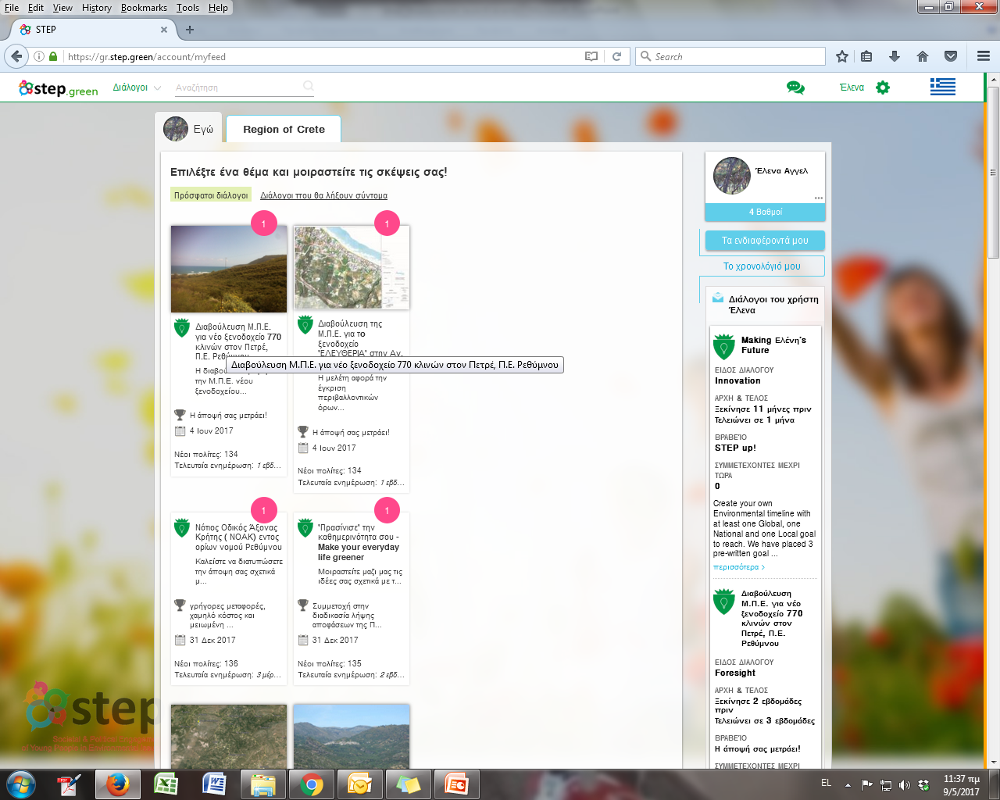 File Edit View History Bookmarks Tools Help
STEP
https://gr.step.green/account/myfeed
Search
step.green
Διάλογοι
Αναζήτηση
Έλενα
Εγώ
Region of Crete
Επιλέξτε ένα θέμα και μοιραστείτε τις σκέψεις σας!
Πρόσφατοι διάλογοι
Διάλογοι που θα λήξουν σύντομα
1
Διαβούλευση Μ.Π.Ε.
για νέο ξενοδοχείο 770
κλινών στον Πετρέ,
Π.Ε.
Η
την Μ.Π.Ε. νέου
ξενοδοχείου...
Η άποψή σας μετράει!
4 Ιουν 2017
Νέοι πολίτες: 134
Τελευταία ενημέρωση: 1 εβδ...
1
Διαβούλευση της
Μ.Π.Ε. για το
ξενοδοχείο
'ΕΛΕΥΘΕΡΙΑ' στην Αγ.
Η μελέτη αφορά την
έγκριση
περιβαλλοντικών
όρων...
Η άποψή σας μετράει!
4 Ιουν 2017
Νέοι πολίτες: 134
Τελευταία ενημέρωση: 1 εβδ...
Διαβούλευση Μ.Π.Ε. για νέο ξενοδοχείο 770 κλινών στον Πετρέ, Π.Ε. Ρεθύμνου
1
Νότιος Οδικός Άξονας
Κρήτης ( ΝΟΑΚ) εντος
ορίων νομού Ρεθύμνου
Καλείστε να διατυπώσετε
την άποψη σας σχετικά
μ...
γρήγορες μεταφορές,
χαμηλό κόστος και
μειωμένη ...
31 Δεκ 2017
Νέοι πολίτες: 136
Τελευταία ενημέρωση: 3 μέρ...
1
'Πρασίνισε' την
καθημερινότητα σου -
Make your everyday
life greener
Μοιραστείτε μαζι μας τις
ιδέες σας σχετικά με τ...
Συμμετοχή στην
διαδικασία λήψης
αποφάσεων της Π...
31 Δεκ 2017
Νέοι πολίτες: 135
Τελευταία ενημέρωση: 2 εβδ...
Έλενα Αγγελ
4 Βαθμοί
Τα ενδιαφέροντά μου
Το χρονολόγιό μου
Διάλογοι του χρήστη
Έλενα
Making Ελένη's
Future
ΕΙΔΟΣ ΔΙΑΛΟΓΟΥ
Innovation
ΑΡΧΗ & ΤΕΛΟΣ
Ξεκίνησε 11 μήνες πριν
Τελειώνει σε 1 μήνα
ΒΡΑΒΕΊΟ
STEP up!
ΣΥΜΜΕΤΕΧΟΝΤΕΣ ΜΕΧΡΙ
ΤΩΡΑ
0
Create your own
Environmental timeline with
at least one Global, one
National and one Local goal
to reach. We have placed 3
pre-written goal ...
περισσότερα >
Διαβούλευση
Μ.Π.Ε. για νέο
ξενοδοχείο 770
κλινών στον
Πετρέ, Π.Ε.
Ρεθύμνου
ΕΙΔΟΣ ΔΙΑΛΟΓΟΥ
Foresight
ΑΡΧΗ & ΤΕΛΟΣ
Ξεκίνησε 2 εβδομάδες
πριν
Τελειώνει σε 3 εβδομάδες
ΒΡΑΒΕΊΟ
Η άποψή σας μετράει!
ΣΥΜΜΕΤΕΧΟΝΤΕΣ ΜΕΧΡΙ
step
EL
11:37 πμ
9/5/2017